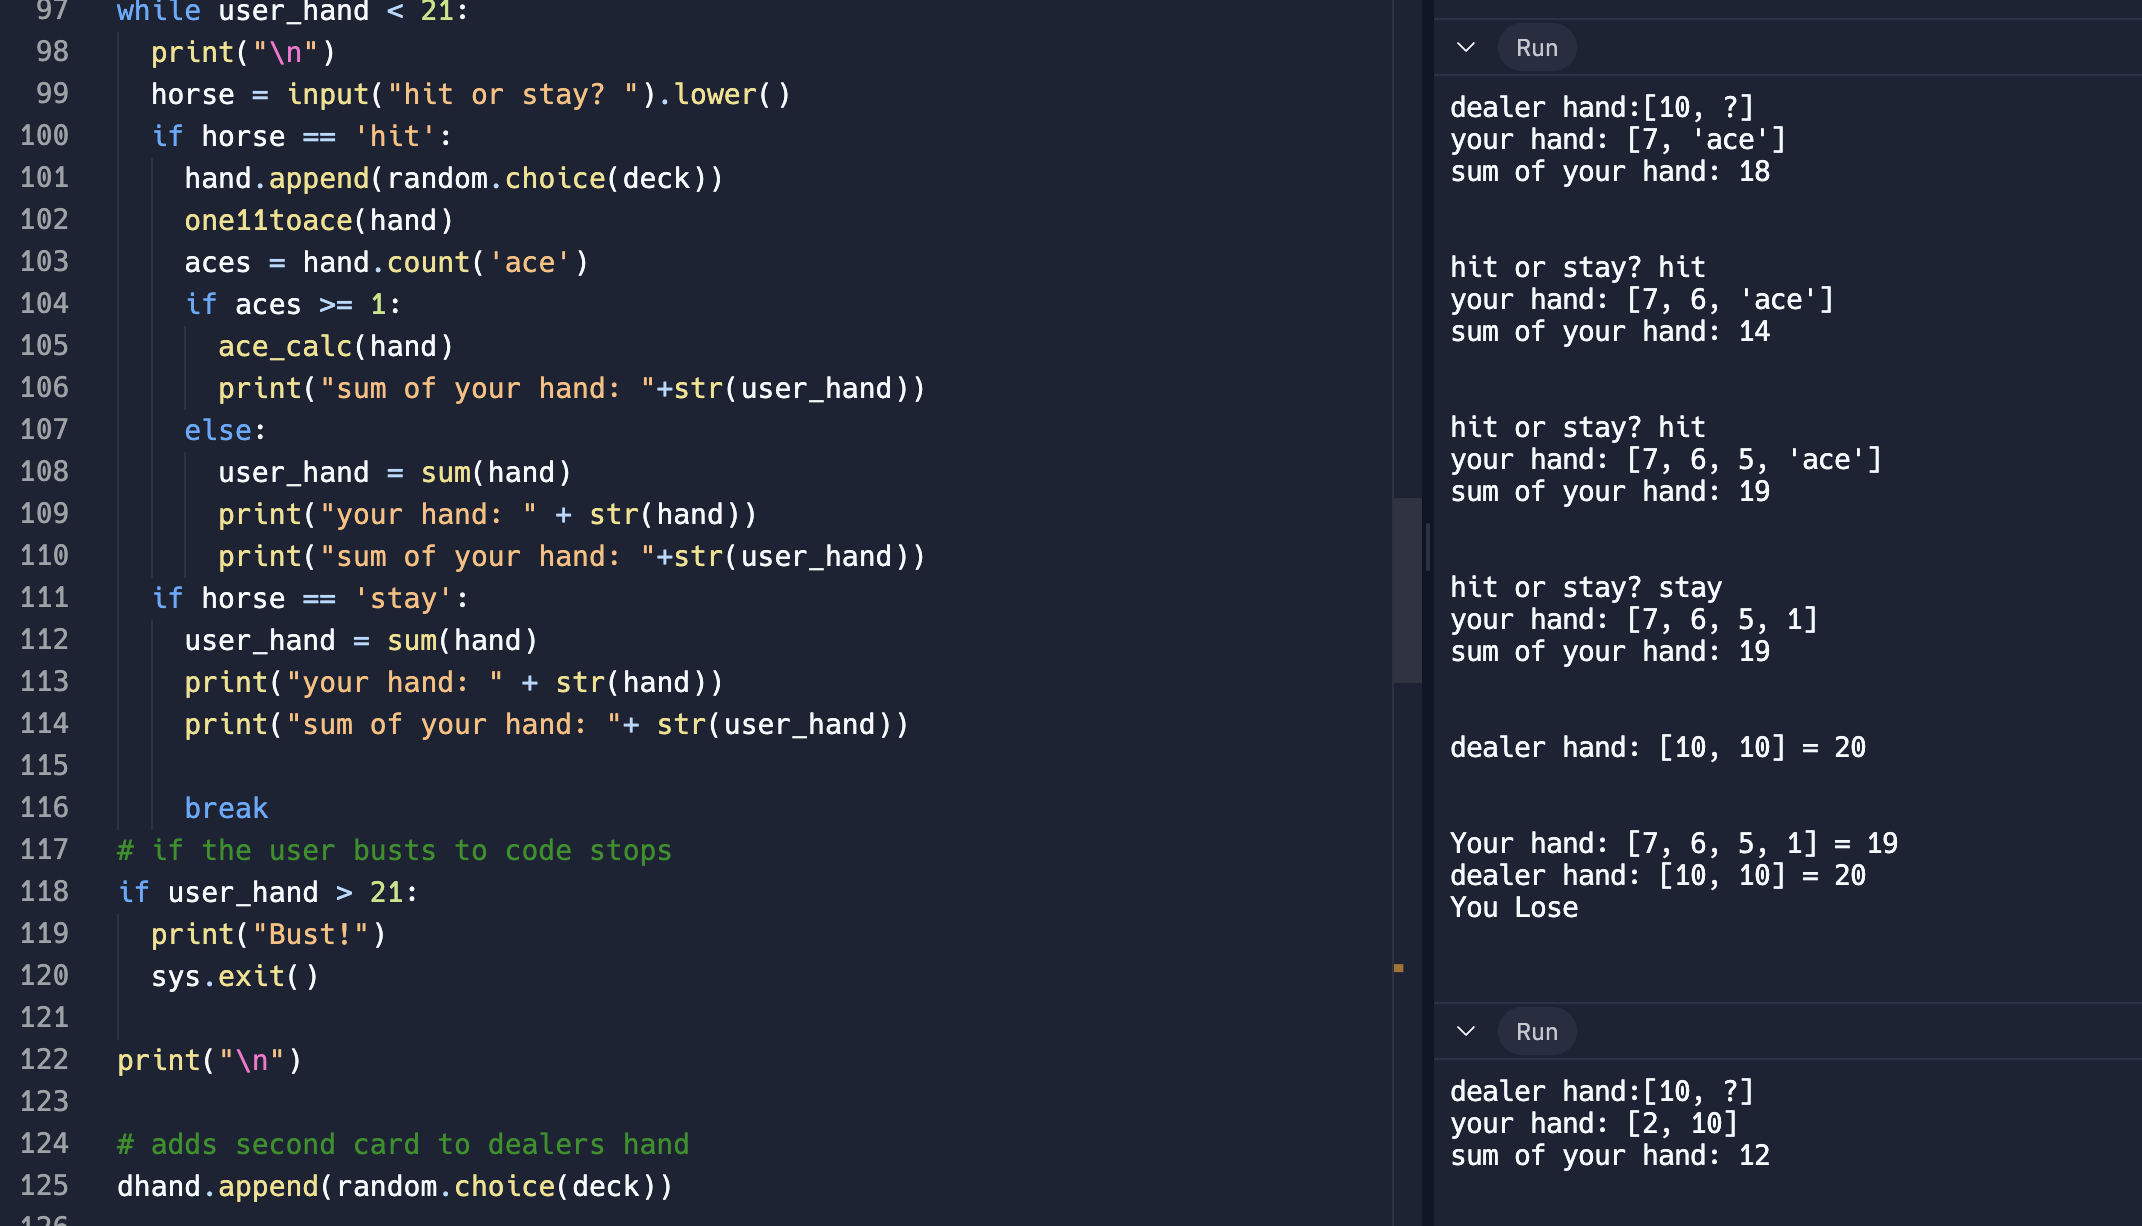 97 while user_hand < 21:
98 print("\n")
99 horse = input("hit or stay? ").lower()
100 if horse == 'hit':
101 hand.append(random.choice(deck))
102 one11toace(hand)
103 aces = hand.count('ace')
104 if aces >= 1:
105 ace_calc(hand)
106 print("sum of your hand: "+str(user_hand))
107 else:
108 user_hand = sum(hand)
109 print("your hand: " + str(hand))
110 print("sum of your hand: "+str(user_hand))
111 if horse == 'stay':
112 user_hand = sum(hand)
113 print("your hand: " + str(hand))
114 print("sum of your hand: "+ str(user_hand))
115
116 break
117 # if the user busts to code stops
118 if user_hand > 21:
119 print("Bust!")
120 sys.exit()
121
122 print("\n")
123
124 # adds second card to dealers hand
125 dhand.append(random.choice(deck))
126
Run
dealer hand:[10, ?]
your hand: [7, 'ace']
sum of your hand: 18
hit or stay? hit
your hand: [7, 6, 'ace']
sum of your hand: 14
hit or stay? hit
your hand: [7, 6, 5, 'ace']
sum of your hand: 19
hit or stay? stay
your hand: [7, 6, 5, 1]
sum of your hand: 19
dealer hand: [10, 10] = 20
Your hand: [7, 6, 5, 1] = 19
dealer hand: [10, 10] = 20
You Lose
Run
dealer hand:[10, ?]
your hand: [2, 10]
sum of your hand: 12